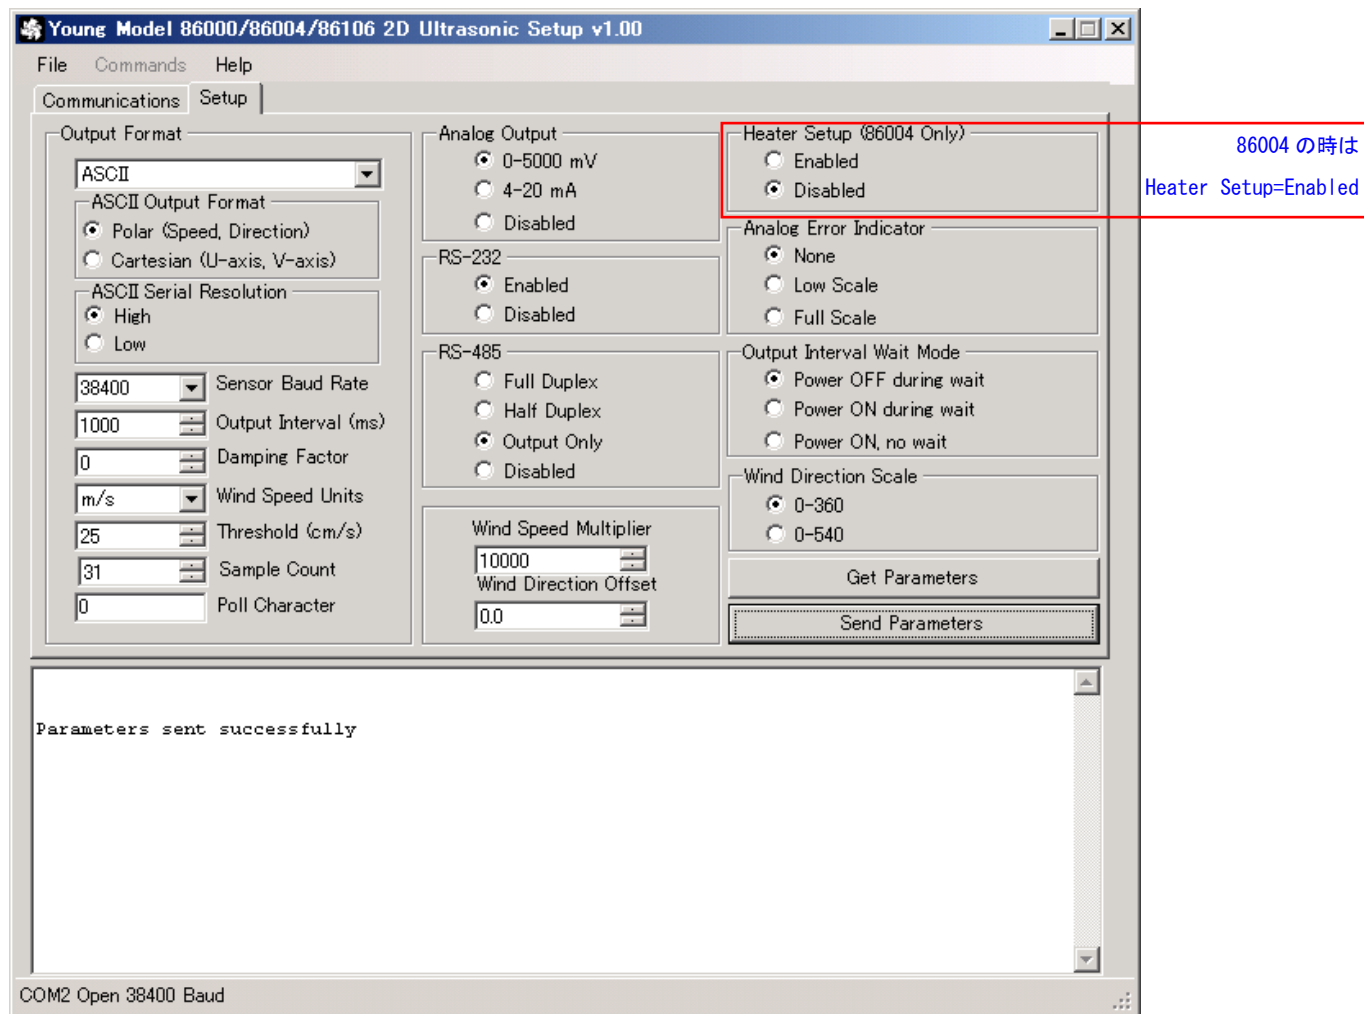 Young Model 86000/86004/86106 2D Ultrasonic Setup v1.00
File Commands Help
Communications Setup
Output Format
ASCII
ASCII Output Format
Polar (Speed, Direction)
Cartesian (U-axis, V-axis)
ASCII Serial Resolution
High
Low
38400 Sensor Baud Rate
1000 Output Interval (ms)
0 Damping Factor
m/s Wind Speed Units
25 Threshold (cm/s)
31 Sample Count
0 Poll Character
Analog Output
0-5000 mV
4-20 mA
Disabled
RS-232
Enabled
Disabled
RS-485
Full Duplex
Half Duplex
Output Only
Disabled
Wind Speed Multiplier
10000
Wind Direction Offset
0.0
Heater Setup (86004 Only)
Enabled
Disabled
86004の時は
Heater Setup=Enabled
Analog Error Indicator
None
Low Scale
Full Scale
Output Interval Wait Mode
Power OFF during wait
Power ON during wait
Power ON, no wait
Wind Direction Scale
0-360
0-540
Get Parameters
Send Parameters
Parameters sent successfully
COM2 Open 38400 Baud